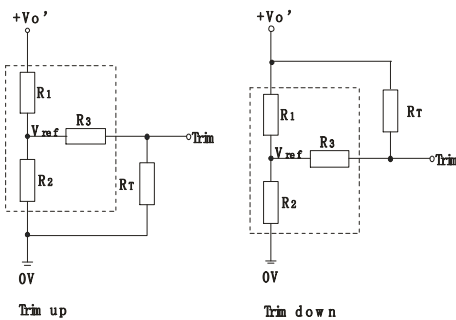 +Vo'
R1
Vref
R3
Trim
R2
RT
0V
Trim up
+Vo'
R1
RT
R3
Vref
Trim
R2
0V
Trim down